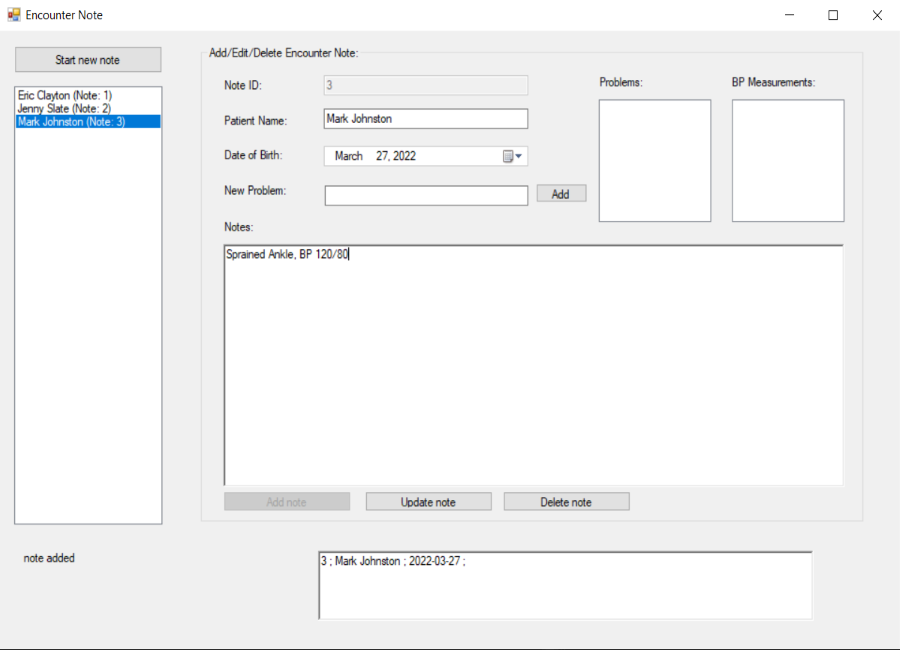 Encounter Note
Start new note
Eric Clayton (Note: 1)
Jenny Slate (Note: 2)
Mark Johnston (Note: 3)
Add/Edit/Delete Encounter Note:
Note ID:
3
Patient Name:
Mark Johnston
Date of Birth:
March 27, 2022
New Problem:
Add
Problems:
BP Measurements:
Notes:
Sprained Ankle, BP 120/80
Add note
Update note
Delete note
note added
3 ; Mark Johnston ; 2022-03-27 ;